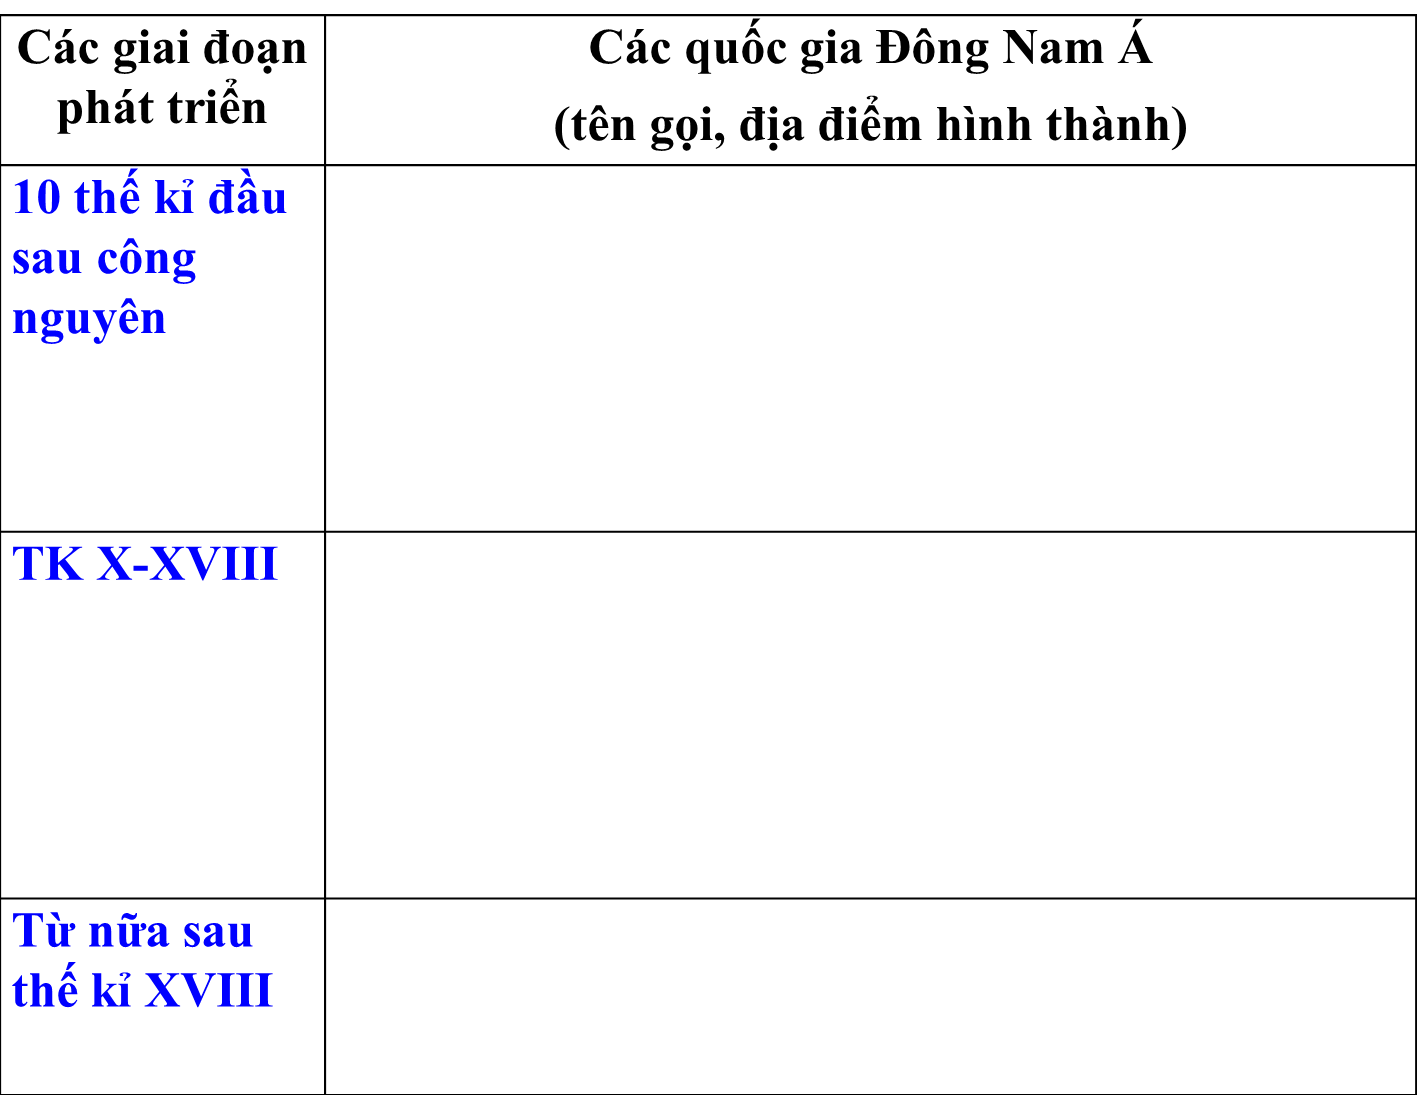 Các giai đoạn
phát triển
Các quốc gia Đông Nam Á
(tên gọi, địa điểm hình thành)
10 thế kỉ đầu
sau công
nguyên
TK X-XVIII
Từ nữa sau
thế kỉ XVIII